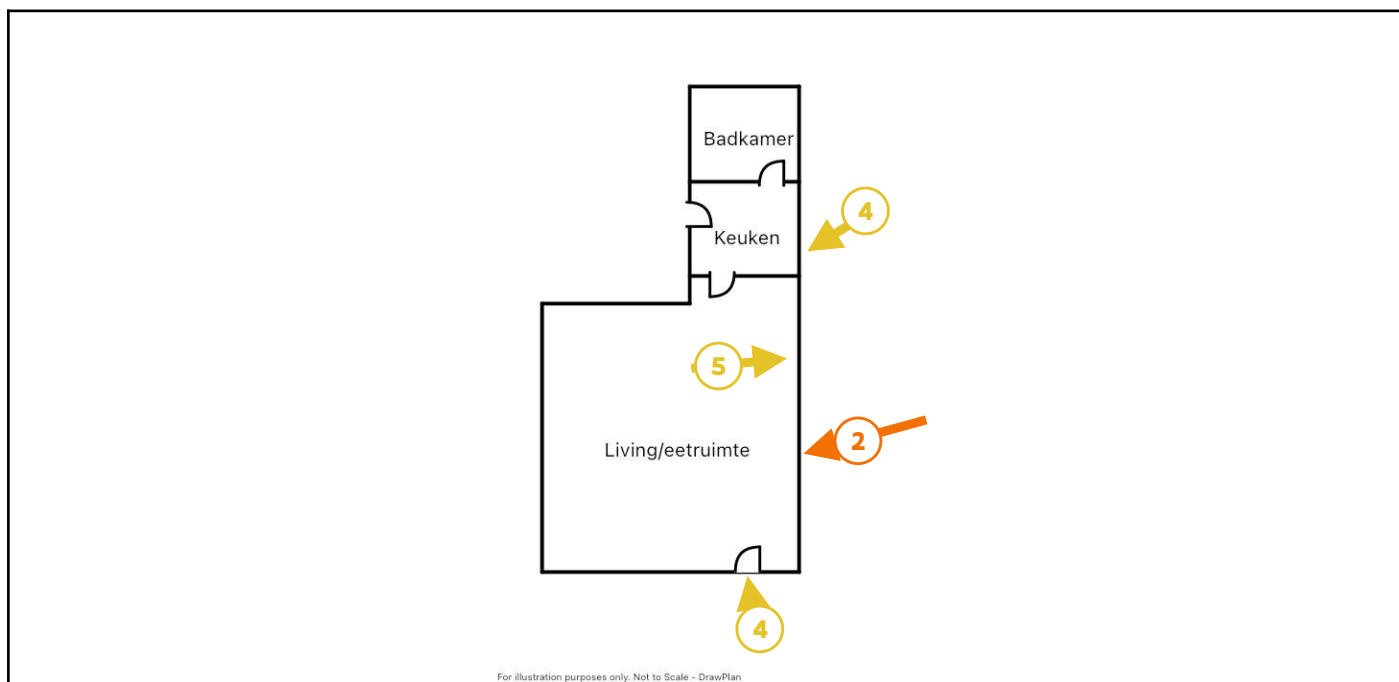 Badkamer
4
Keuken
5
2
Living/eetruimte
4
For illustration purposes only. Not to Scale - DrawPlan